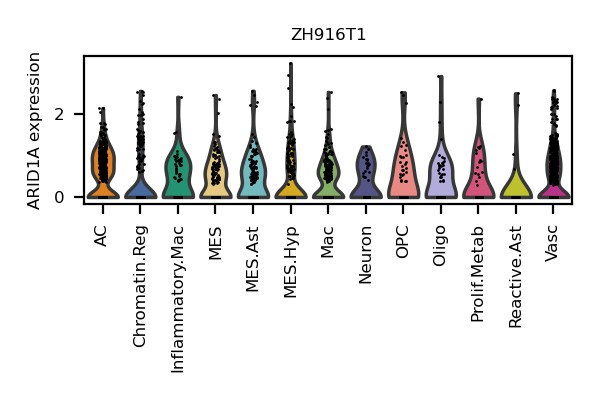 ZH916T1
ARID1A expression
2
0
AC
Chromatin.Reg
Inflammatory.Mac
MES
MES.Ast
MES.Hyp
Mac
Neuron
OPC
Oligo
Prolif.Metab
Reactive.Ast
Vasc